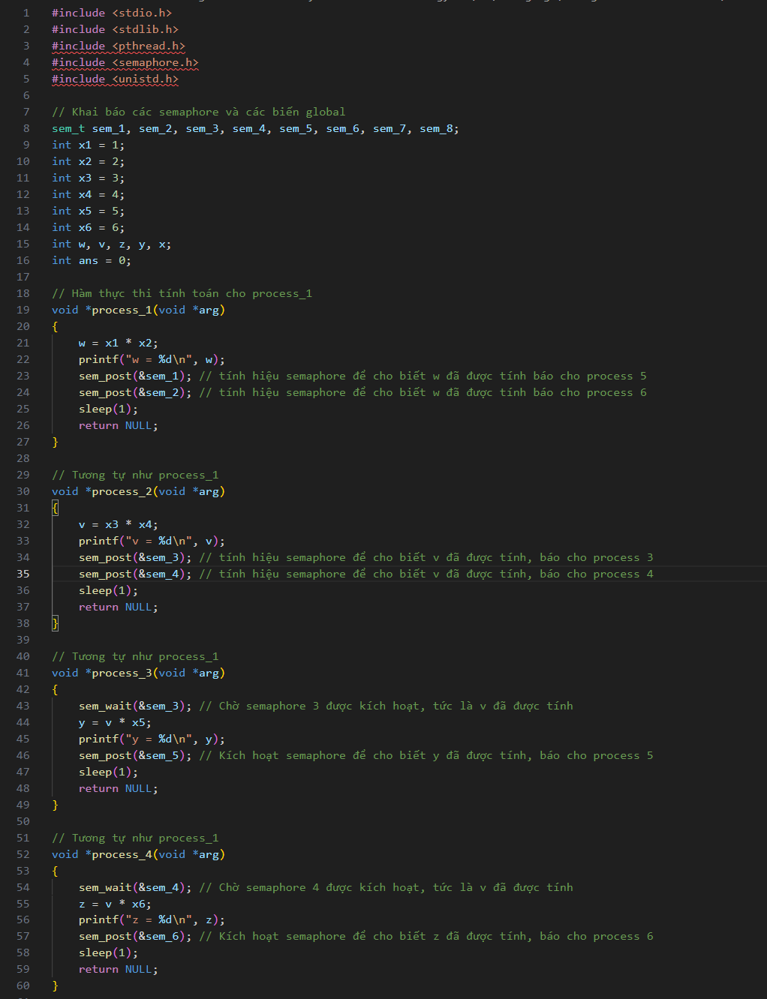 1 #include <stdio.h>
2 #include <stdlib.h>
3 #include <pthread.h>
4 #include <semaphore.h>
5 #include <unistd.h>
6
7 // Khai báo các semaphore và các biến global
8 sem_t sem_1, sem_2, sem_3, sem_4, sem_5, sem_6, sem_7, sem_8;
9 int x1 = 1;
10 int x2 = 2;
11 int x3 = 3;
12 int x4 = 4;
13 int x5 = 5;
14 int x6 = 6;
15 int w, v, z, y, x;
16 int ans = 0;
17
18 // Hàm thực thi tính toán cho process_1
19 void *process_1(void *arg)
20 {
21     w = x1 * x2;
22     printf("w = %d\n", w);
23     sem_post(&sem_1); // tính hiệu semaphore để cho biết w đã được tính báo cho process 5
24     sem_post(&sem_2); // tính hiệu semaphore để cho biết w đã được tính báo cho process 6
25     sleep(1);
26     return NULL;
27 }
28
29 // Tương tự như process_1
30 void *process_2(void *arg)
31 {
32     v = x3 * x4;
33     printf("v = %d\n", v);
34     sem_post(&sem_3); // tính hiệu semaphore để cho biết v đã được tính, báo cho process 3
35     sem_post(&sem_4); // tính hiệu semaphore để cho biết v đã được tính, báo cho process 4
36     sleep(1);
37     return NULL;
38 }
39
40 // Tương tự như process_1
41 void *process_3(void *arg)
42 {
43     sem_wait(&sem_3); // Chờ semaphore 3 được kích hoạt, tức là v đã được tính
44     y = v * x5;
45     printf("y = %d\n", y);
46     sem_post(&sem_5); // Kích hoạt semaphore để cho biết y đã được tính, báo cho process 5
47     sleep(1);
48     return NULL;
49 }
50
51 // Tương tự như process_1
52 void *process_4(void *arg)
53 {
54     sem_wait(&sem_4); // Chờ semaphore 4 được kích hoạt, tức là v đã được tính
55     z = v * x6;
56     printf("z = %d\n", z);
57     sem_post(&sem_6); // Kích hoạt semaphore để cho biết z đã được tính, báo cho process 6
58     sleep(1);
59     return NULL;
60 }